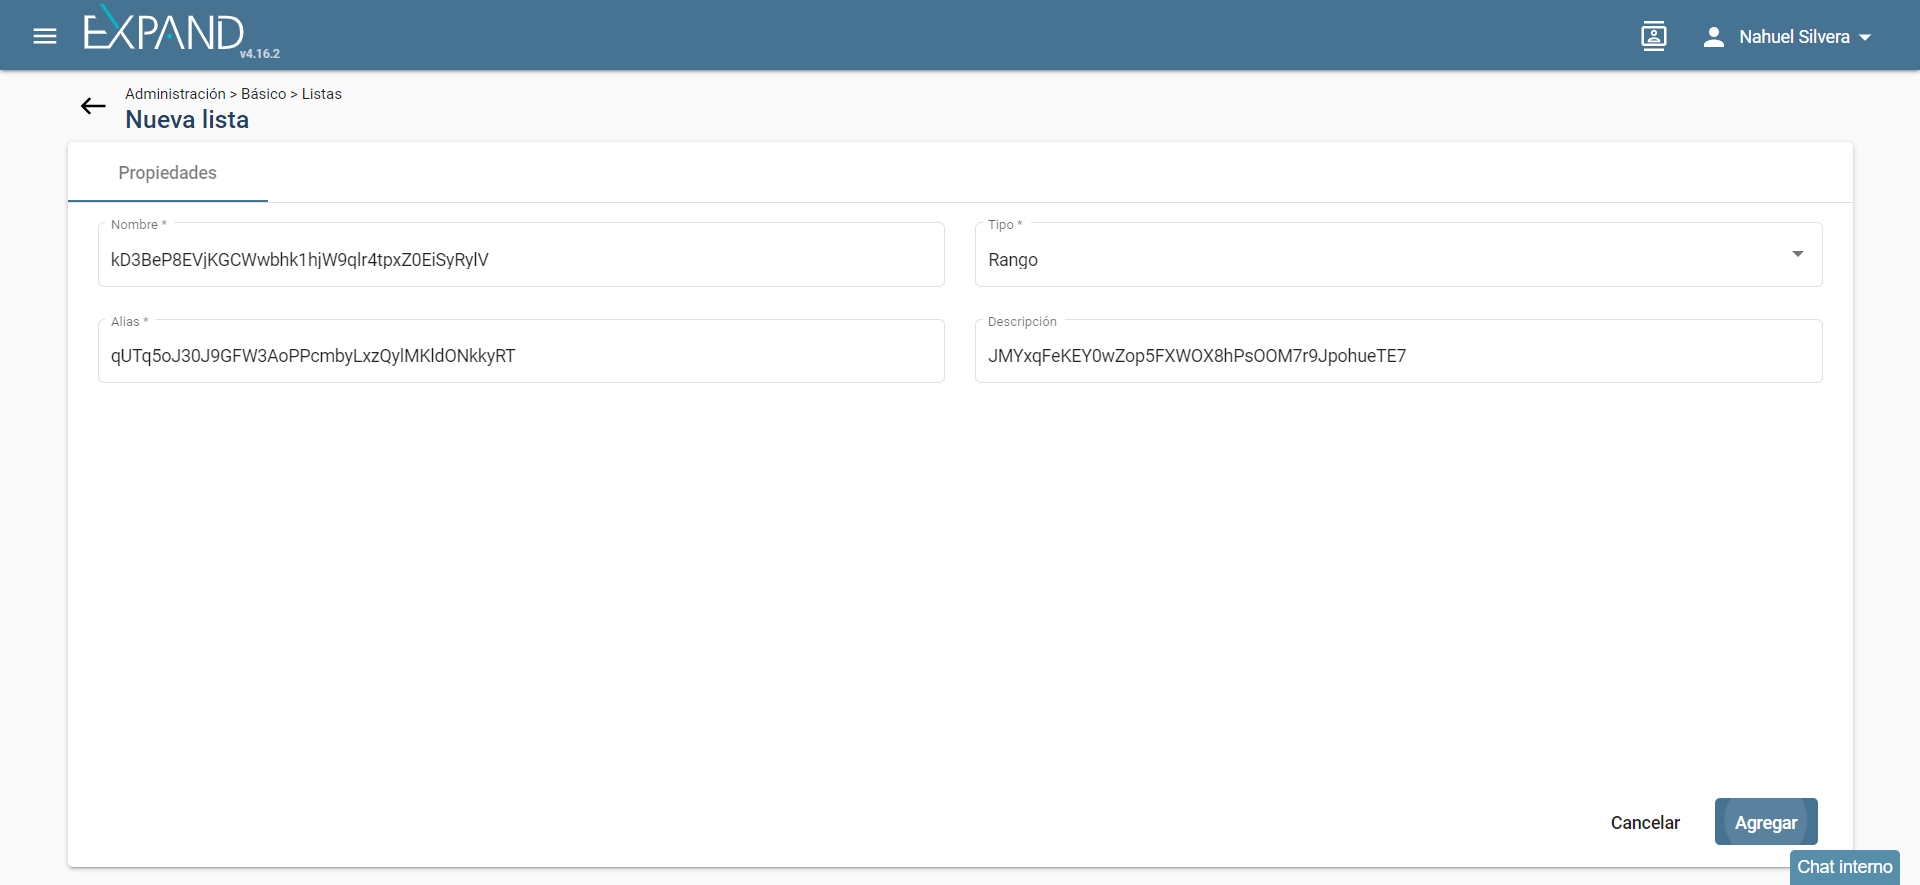 EXPAND
v4.16.2
Nahuel Silvera
Administración > Básico > Listas
Nueva lista
Propiedades
Nombre *
kD3BeP8EVjKGCWwbhk1hjW9qlr4tpxZ0EiSyRylV
Tipo *
Rango
Alias *
qUTq5oJ30J9GFW3AoPPcmbyLxzQylMKldONkkyRT
Descripción
JMYxqFeKEY0wZop5FXWOX8hPsOOM7r9JpohueTE7
Cancelar
Agregar
Chat interno